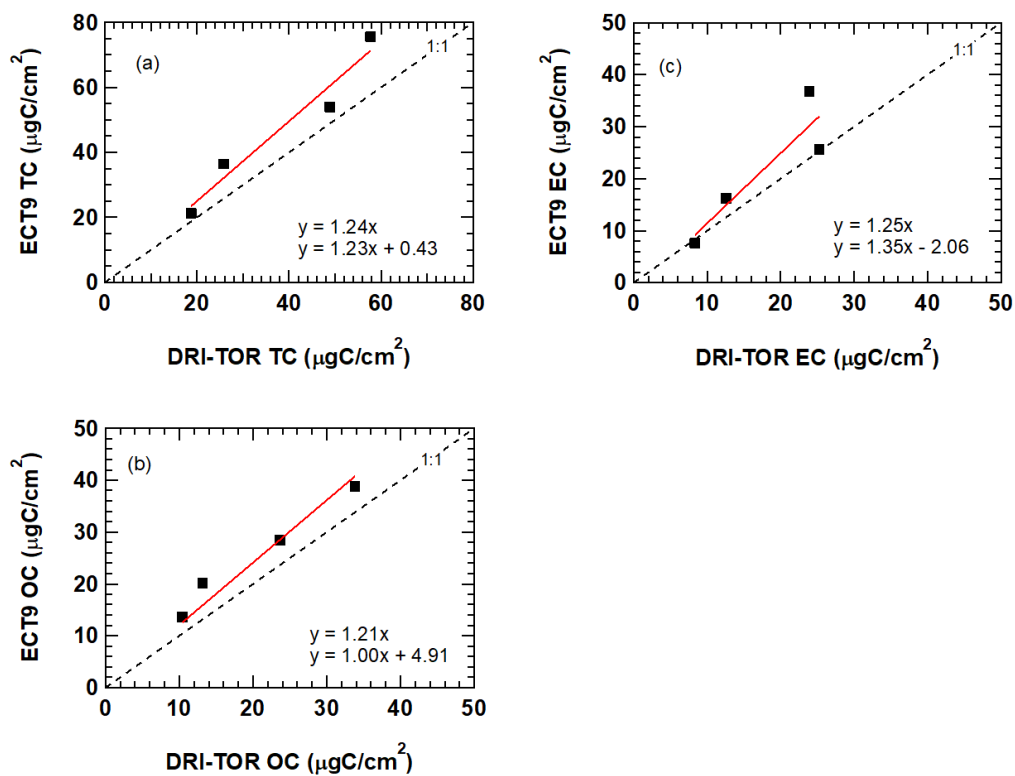 80
60
40
20
0
ECT9 TC (μgC/cm²)
(a)
1:1
y = 1.24x
y = 1.23x + 0.43
0 20 40 60 80
DRI-TOR TC (μgC/cm²)
50
40
30
20
10
0
ECT9 EC (μgC/cm²)
(c)
1:1
y = 1.25x
y = 1.35x - 2.06
0 10 20 30 40 50
DRI-TOR EC (μgC/cm²)
50
40
30
20
10
0
ECT9 OC (μgC/cm²)
(b)
1:1
y = 1.21x
y = 1.00x + 4.91
0 10 20 30 40 50
DRI-TOR OC (μgC/cm²)